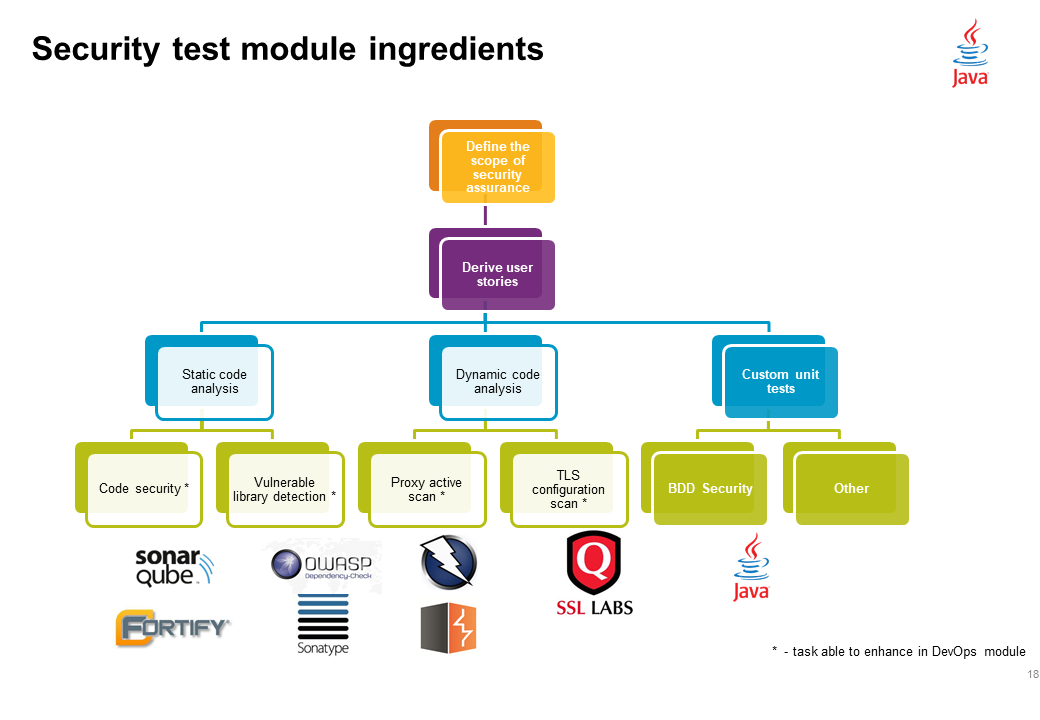 Security test module ingredients
Java
Define the
scope of
security
assurance
Derive user
stories
Static code
analysis
Dynamic code
analysis
Custom unit
tests
Code security *
Vulnerable
library detection *
Proxy active
scan *
TLS
configuration
scan *
BDD Security
Other
sonar
qube
OWASP
Dependency-Check
Q
SSL LABS
Java
FORTIFY
Sonatype
* - task able to enhance in DevOps module
18